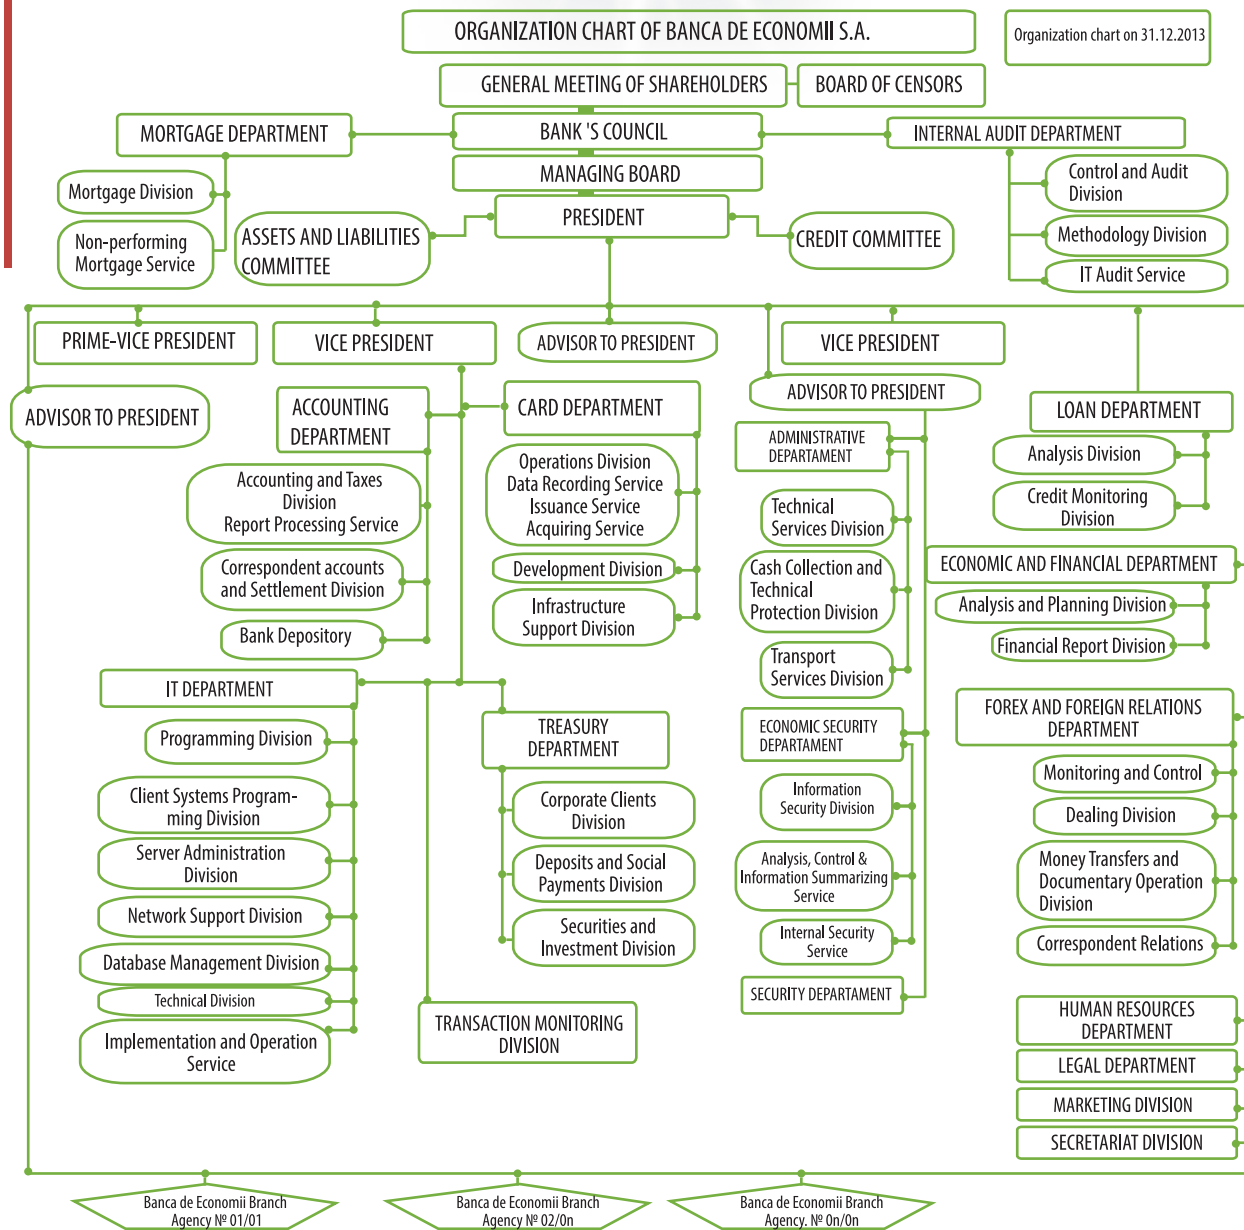 ORGANIZATION CHART OF BANCA DE ECONOMII S.A.
Organization chart on 31.12.2013
GENERAL MEETING OF SHAREHOLDERS
BOARD OF CENSORS
MORTGAGE DEPARTMENT
BANK 'S COUNCIL
INTERNAL AUDIT DEPARTMENT
MANAGING BOARD
Mortgage Division
Non-performing
Mortgage Service
ASSETS AND LIABILITIES
COMMITTEE
PRESIDENT
CREDIT COMMITTEE
Control and Audit
Division
Methodology Division
IT Audit Service
PRIME-VICE PRESIDENT
VICE PRESIDENT
ADVISOR TO PRESIDENT
VICE PRESIDENT
ADVISOR TO PRESIDENT
ADVISOR TO PRESIDENT
ACCOUNTING
DEPARTMENT
Accounting and Taxes
Division
Report Processing Service
Correspondent accounts
and Settlement Division
Bank Depository
CARD DEPARTMENT
Operations Division
Data Recording Service
Issuance Service
Acquiring Service
Development Division
Infrastructure
Support Division
ADMINISTRATIVE
DEPARTAMENT
Technical
Services Division
Cash Collection and
Technical
Protection Division
Transport
Services Division
LOAN DEPARTMENT
Analysis Division
Credit Monitoring
Division
ECONOMIC AND FINANCIAL DEPARTMENT
Analysis and Planning Division
Financial Report Division
IT DEPARTMENT
Programming Division
Client Systems Program-
ming Division
Server Administration
Division
Network Support Division
Database Management Division
Technical Division
Implementation and Operation
Service
TREASURY
DEPARTMENT
Corporate Clients
Division
Deposits and Social
Payments Division
Securities and
Investment Division
TRANSACTION MONITORING
DIVISION
ECONOMIC SECURITY
DEPARTAMENT
Information
Security Division
Analysis, Control &
Information Summarizing
Service
Internal Security
Service
SECURITY DEPARTAMENT
FOREX AND FOREIGN RELATIONS
DEPARTMENT
Monitoring and Control
Dealing Division
Money Transfers and
Documentary Operation
Division
Correspondent Relations
HUMAN RESOURCES
DEPARTMENT
LEGAL DEPARTMENT
MARKETING DIVISION
SECRETARIAT DIVISION
Banca de Economii Branch
Agency № 01/01
Banca de Economii Branch
Agency № 02/0n
Banca de Economii Branch
Agency. № 0n/0n